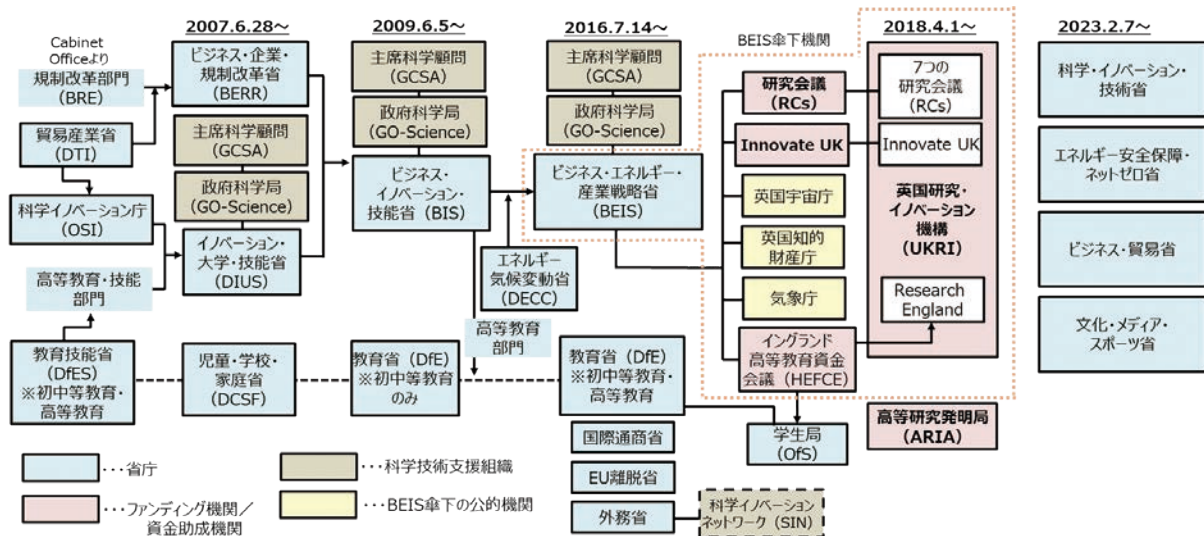 2007.6.28～
2009.6.5～
2016.7.14～
2018.4.1～
2023.2.7～
Cabinet
Officeより
規制改革部門
(BRE)
貿易産業省
(DTI)
科学イノベーション庁
(OSI)
高等教育・技能
部門
教育技能省
(DfES)
※初中等教育・
高等教育
ビジネス・企業・
規制改革省
(BERR)
主席科学顧問
(GCSA)
政府科学局
(GO-Science)
イノベーション・
大学・技能省
(DIUS)
児童・学校・
家庭省
(DCSF)
主席科学顧問
(GCSA)
政府科学局
(GO-Science)
ビジネス・
イノベーション・
技能省 (BIS)
エネルギー
気候変動省
(DECC)
高等教育
部門
教育省 (DfE)
※初中等教育
のみ
主席科学顧問
(GCSA)
政府科学局
(GO-Science)
ビジネス・エネルギー・
産業戦略省
(BEIS)
教育省 (DfE)
※初中等教育・
高等教育
国際通商省
EU離脱省
外務省
BEIS傘下機関
研究会議
(RCs)
Innovate UK
英国宇宙庁
英国知的
財産庁
気象庁
イングランド
高等教育資金
会議 (HEFCE)
学生局
(OfS)
科学イノベーション
ネットワーク (SIN)
7つの
研究会議
(RCs)
Innovate UK
英国研究・
イノベーション
機構
(UKRI)
Research
England
高等研究発明局
(ARIA)
科学・イノベーション・
技術省
エネルギー安全保障・
ネットゼロ省
ビジネス・貿易省
文化・メディア・
スポーツ省
・・・省庁
・・・ファンディング機関／
資金助成機関
・・・科学技術支援組織
・・・BEIS傘下の公的機関